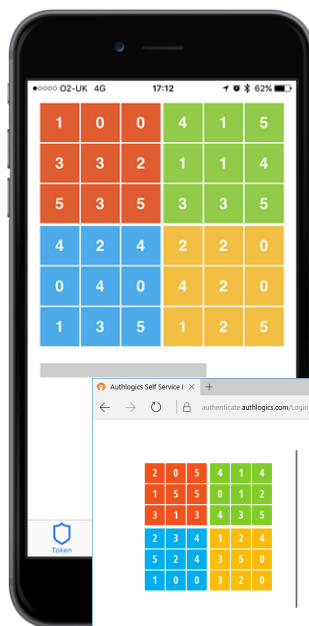 O2-UK 4G 17:12 62%
1 0 0 4 1 5
3 3 2 1 1 4
5 3 5 3 3 5
4 2 4 2 2 0
0 4 0 4 2 0
1 3 5 1 2 5
Token
Authlogics Self Service I
authenticate.authlogics.com/Login
2 0 5 4 1 4
1 5 5 0 1 2
3 1 3 4 3 5
2 3 4 1 2 4
5 2 4 3 5 0
1 0 0 3 2 0